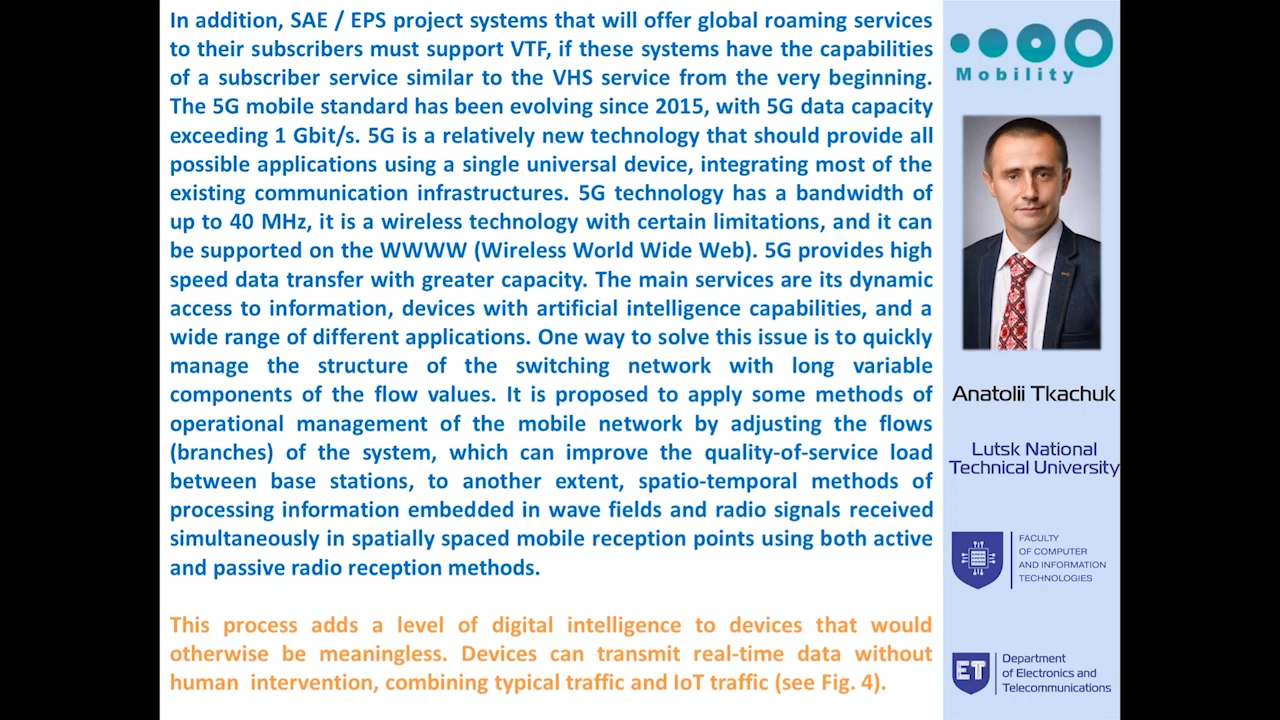 In addition, SAE / EPS project systems that will offer global roaming services
to their subscribers must support VTF, if these systems have the capabilities
of a subscriber service similar to the VHS service from the very beginning.
The 5G mobile standard has been evolving since 2015, with 5G data capacity
exceeding 1 Gbit/s. 5G is a relatively new technology that should provide all
possible applications using a single universal device, integrating most of the
existing communication infrastructures. 5G technology has a bandwidth of
up to 40 MHz, it is a wireless technology with certain limitations, and it can
be supported on the WWWW (Wireless World Wide Web). 5G provides high
speed data transfer with greater capacity. The main services are its dynamic
access to information, devices with artificial intelligence capabilities, and a
wide range of different applications. One way to solve this issue is to quickly
manage the structure of the switching network with long variable
components of the flow values. It is proposed to apply some methods of
operational management of the mobile network by adjusting the flows
(branches) of the system, which can improve the quality-of-service load
between base stations, to another extent, spatio-temporal methods of
processing information embedded in wave fields and radio signals received
simultaneously in spatially spaced mobile reception points using both active
and passive radio reception methods.
This process adds a level of digital intelligence to devices that would
otherwise be meaningless. Devices can transmit real-time data without
human intervention, combining typical traffic and IoT traffic (see Fig. 4).
Mobility
Anatolii Tkachuk
Lutsk National
Technical University
FACULTY
OF COMPUTER
AND INFORMATION
TECHNOLOGIES
ET
Department
of Electronics and
Telecommunications